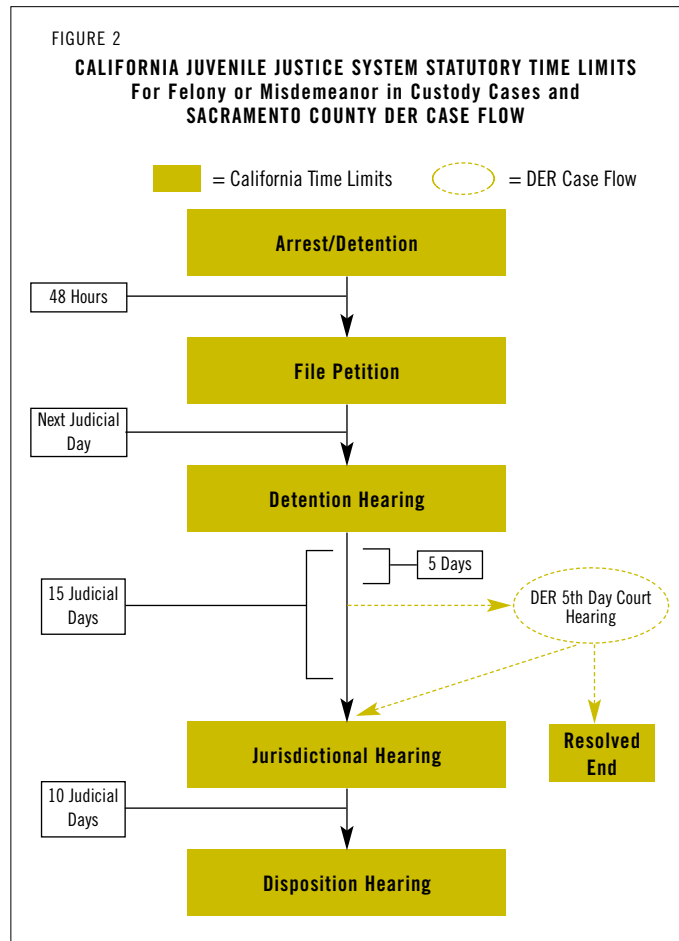 FIGURE 2
CALIFORNIA JUVENILE JUSTICE SYSTEM STATUTORY TIME LIMITS
For Felony or Misdemeanor in Custody Cases and
SACRAMENTO COUNTY DER CASE FLOW
= California Time Limits
= DER Case Flow
Arrest/Detention
48 Hours
File Petition
Next Judicial
Day
Detention Hearing
5 Days
15 Judicial
Days
DER 5th Day Court
Hearing
Jurisdictional Hearing
Resolved
End
10 Judicial
Days
Disposition Hearing